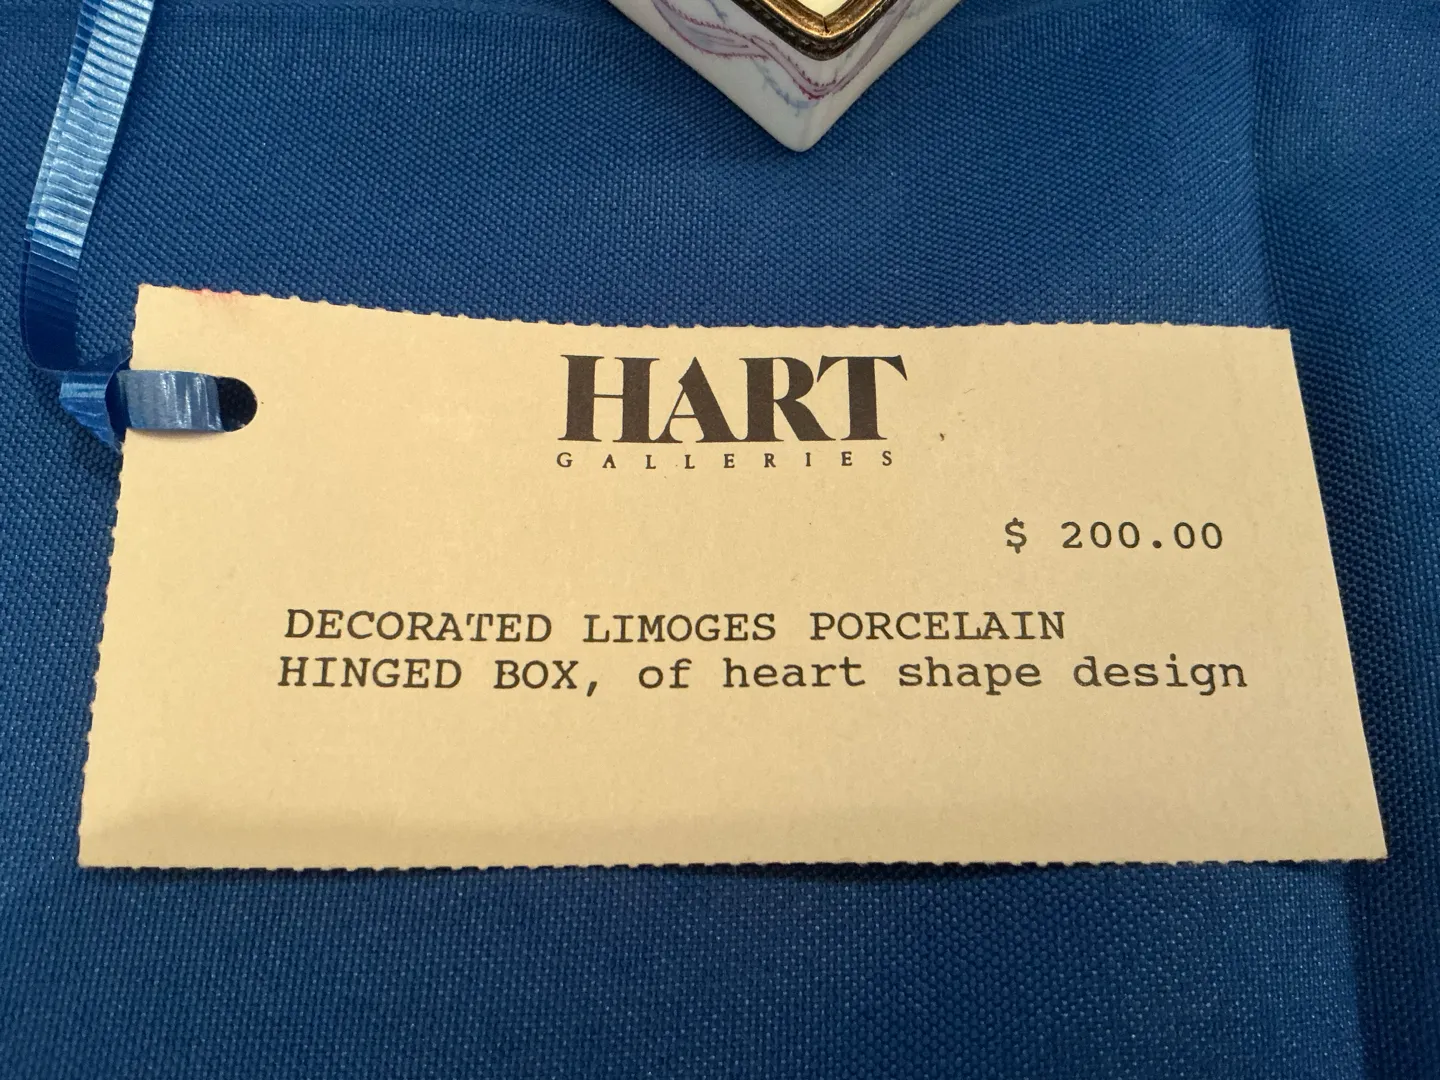 HART
GALLERIES
$ 200.00
DECORATED LIMOGES PORCELAIN
HINGED BOX, of heart shape design